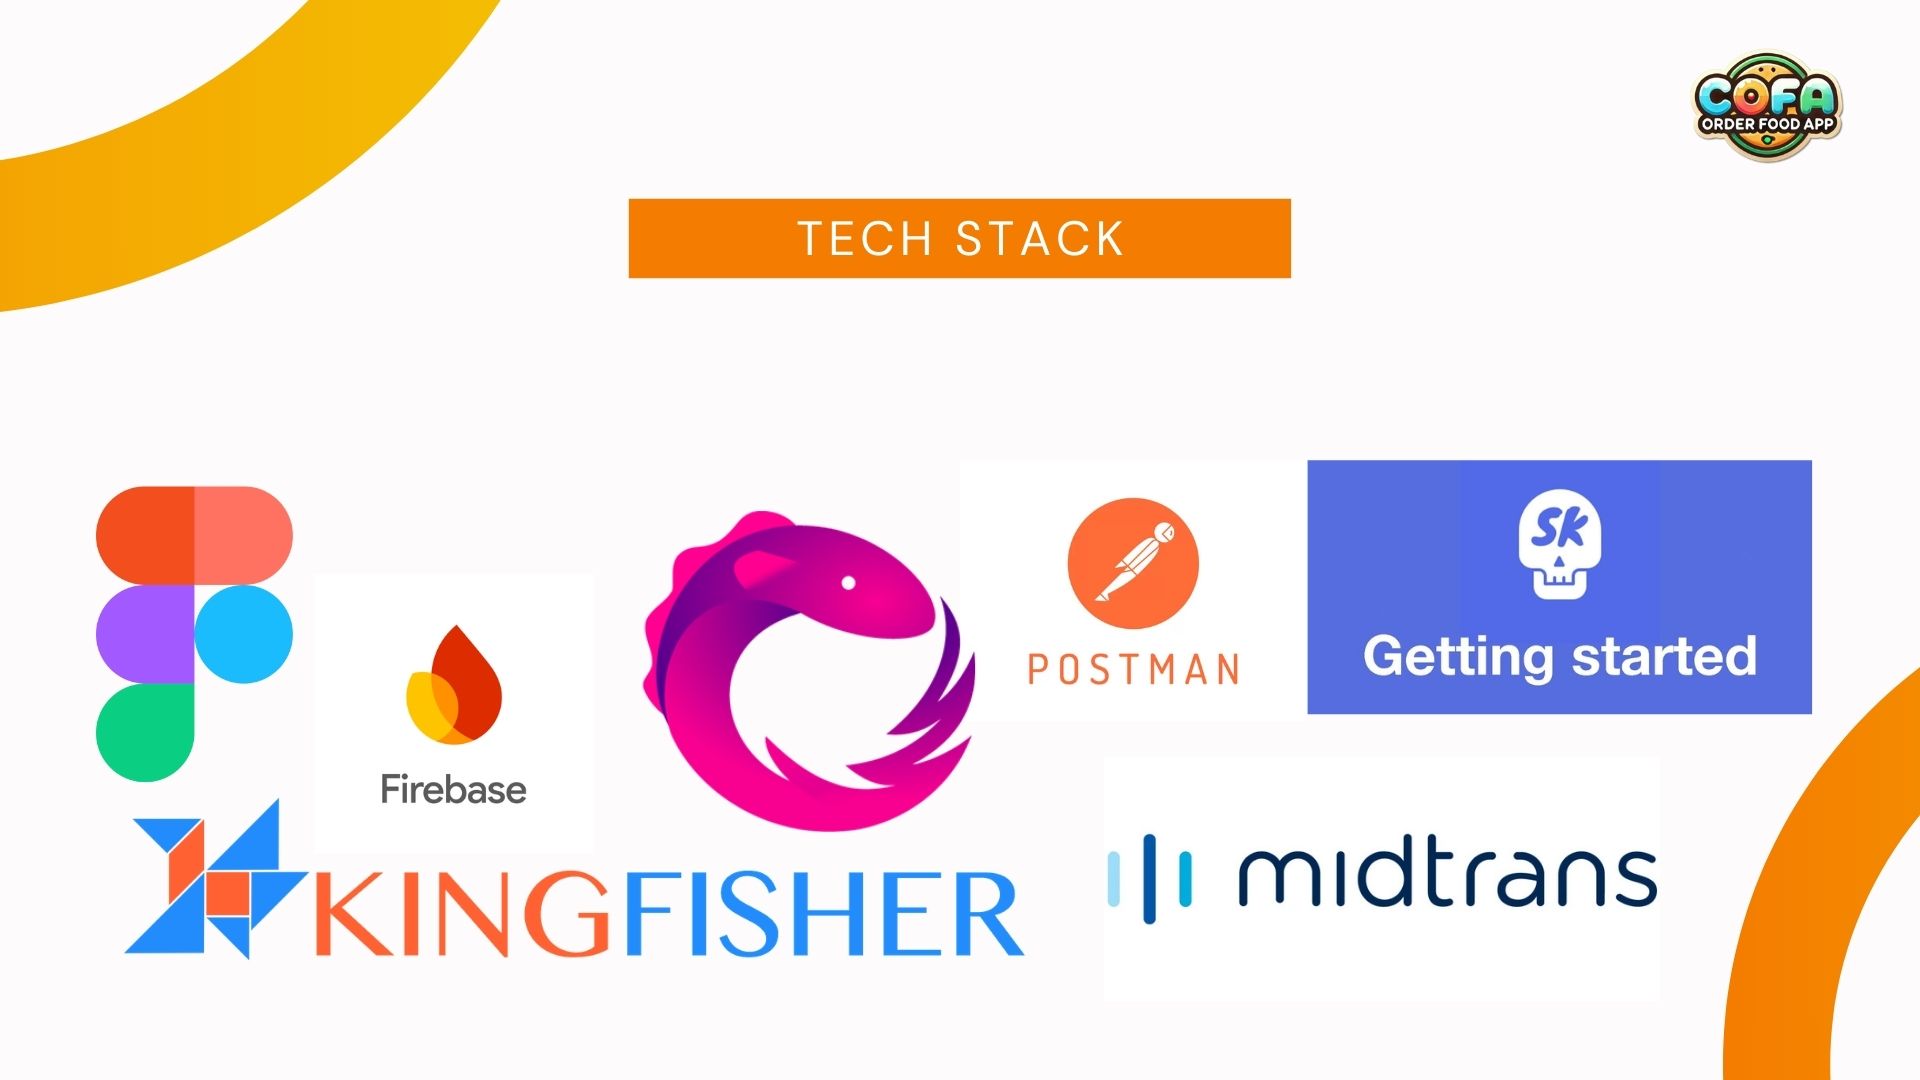 COFA
ORDER FOOD APP
TECH STACK
SK
Getting started
POSTMAN
Firebase
KINGFISHER
midtrans